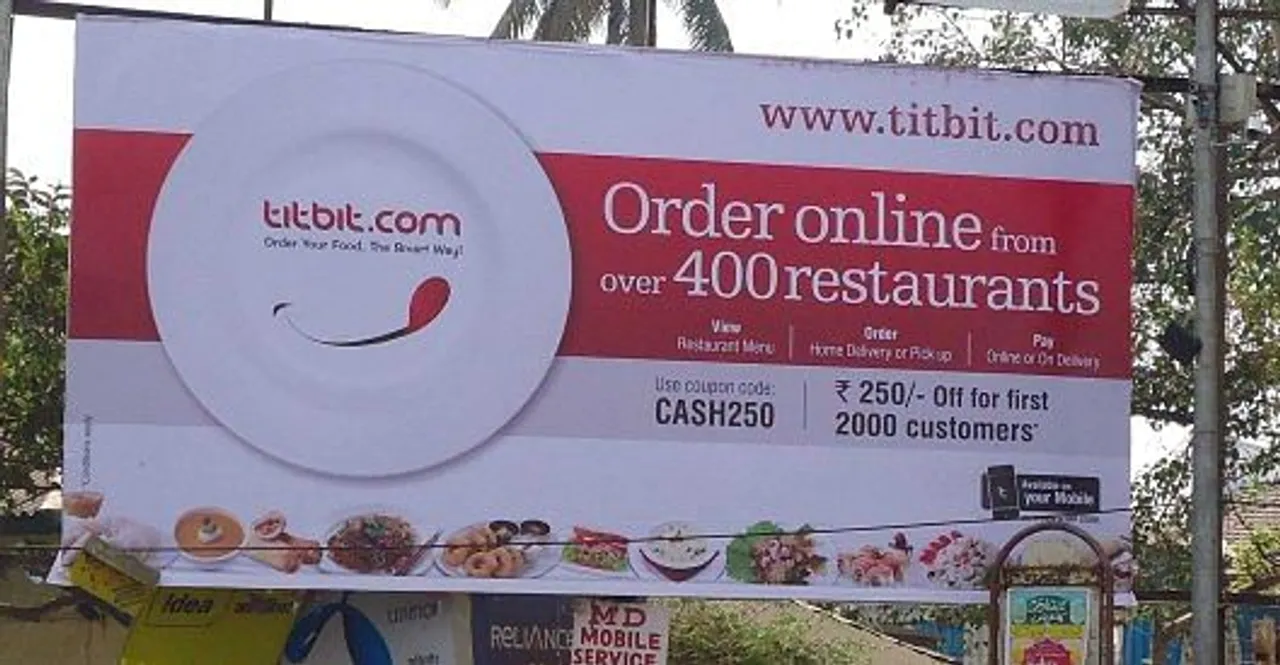 www.titbit.com
titbit.com
Order Your Food. The Smart Way!
Order online from
over 400 restaurants
View
Restaurant Menu
Order
Home Delivery or Pick up
Pay
Online or On Delivery
Use coupon code:
CASH250
₹ 250/- Off for first
2000 customers*
Available on
your Mobile
Idea
RELIANCE
MD
MOBILE
SERVICE